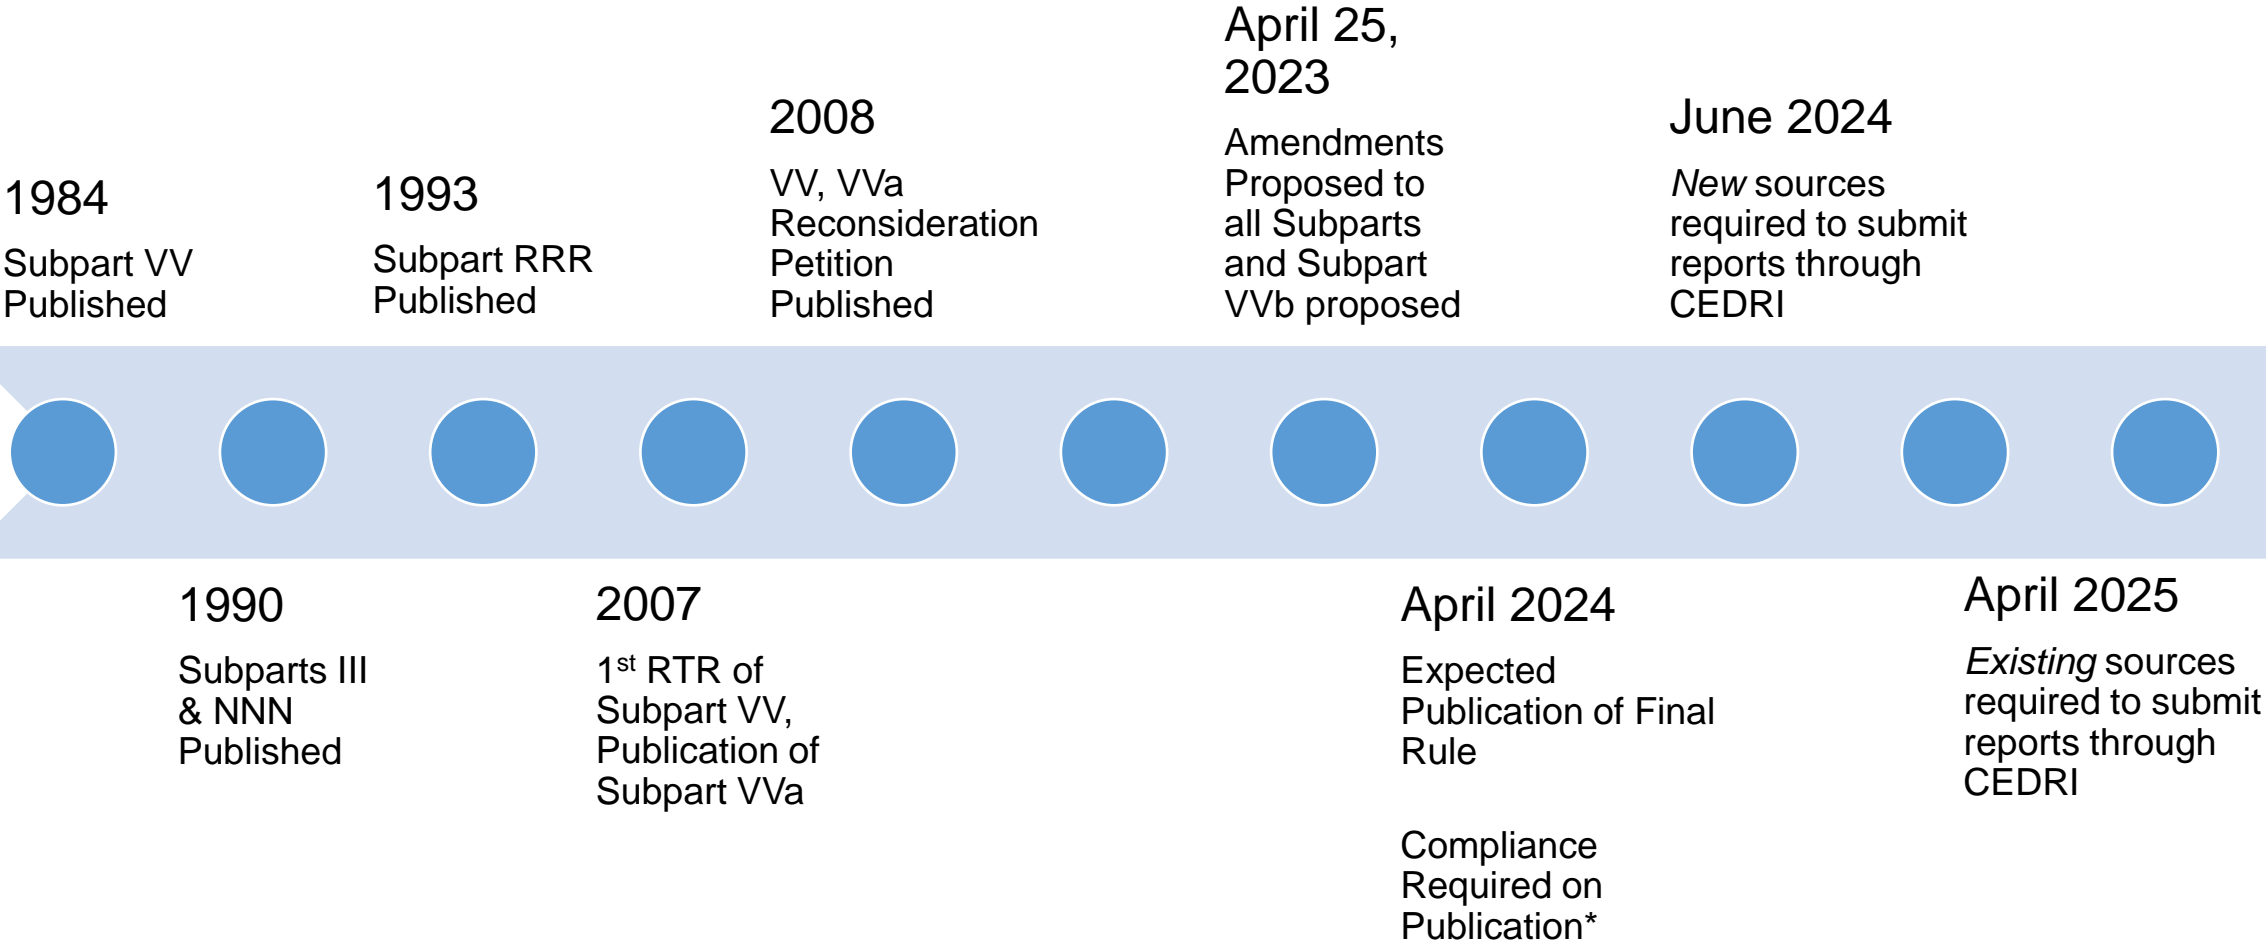 1984
Subpart VV
Published
1990
Subparts III
& NNN
Published
1993
Subpart RRR
Published
2007
1st RTR of
Subpart VV,
Publication of
Subpart VVa
2008
VV, VVa
Reconsideration
Petition
Published
April 25,
2023
Amendments
Proposed to
all Subparts
and Subpart
VVb proposed
April 2024
Expected
Publication of Final
Rule
Compliance
Required on
Publication*
June 2024
New sources
required to submit
reports through
CEDRI
April 2025
Existing sources
required to submit
reports through
CEDRI